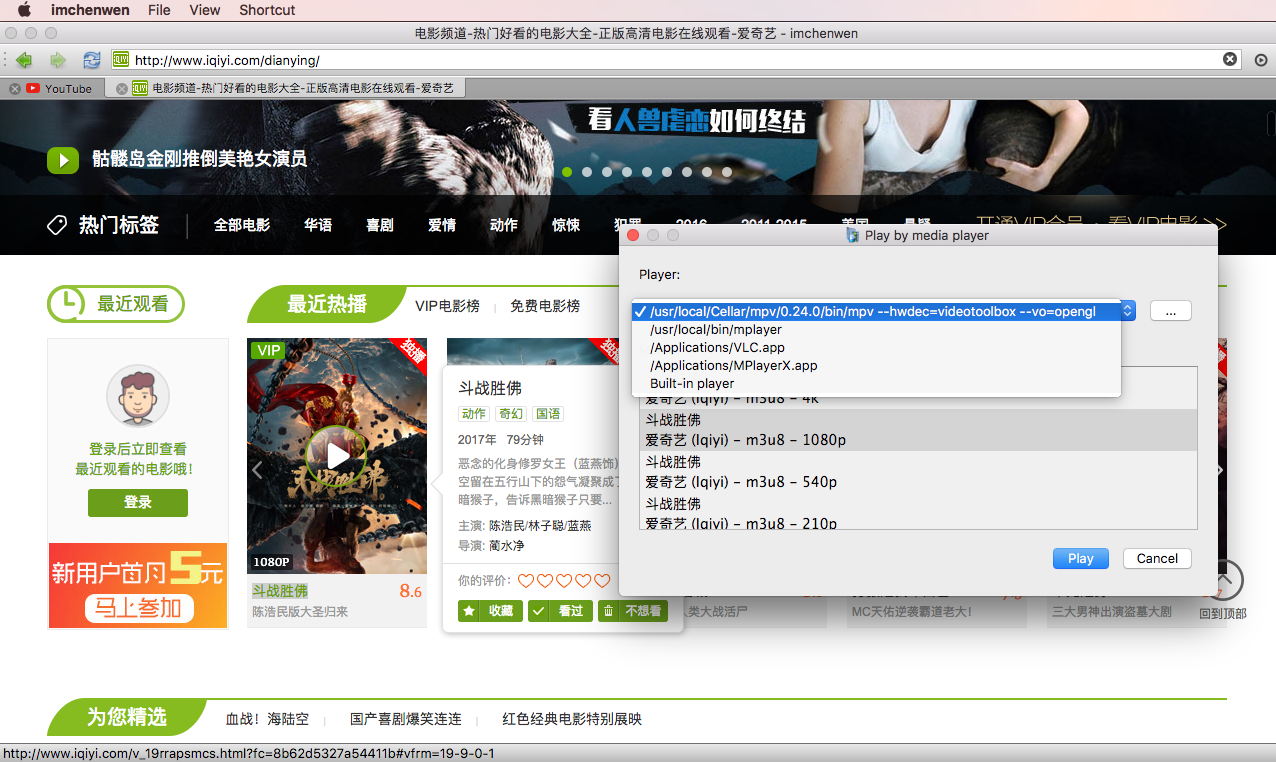 imchenwen File View Shortcut
电影频道-热门好看的电影大全-正版高清电影在线观看-爱奇艺 - imchenwen
http://www.iqiyi.com/dianying/
YouTube
电影频道-热门好看的电影大全-正版高清电影在线观看-爱奇艺
看人兽虐恋如何终结
骷髅岛金刚推倒美艳女演员
热门标签 全部电影 华语 喜剧 爱情 动作 惊悚 犯罪 2016 2011-2015 美国 悬疑 开通VIP会员,看VIP电影 >>
最近观看
最近热播 VIP电影榜 免费电影榜
登录后立即查看
最近观看的电影哦!
登录
新用户首月5元
马上参加
VIP
独播
1080P
斗战胜佛 8.6
陈浩民版大圣归来
独播
斗战胜佛
动作 奇幻 国语
2017年 79分钟
恶念的化身修罗女王(蓝燕饰)
空留在五行山下的怨气凝聚成了
暗猴子,告诉黑暗猴子只要...
主演: 陈浩民/林子聪/蓝燕
导演: 蔺水净
你的评价:
收藏 看过 不想看
Play by media player
Player:
/usr/local/Cellar/mpv/0.24.0/bin/mpv --hwdec=videotoolbox --vo=opengl
...
/usr/local/bin/mplayer
/Applications/VLC.app
/Applications/MPlayerX.app
Built-in player
爱奇艺 (Iqiyi) - m3u8 - 4k
斗战胜佛
爱奇艺 (Iqiyi) - m3u8 - 1080p
斗战胜佛
爱奇艺 (Iqiyi) - m3u8 - 540p
斗战胜佛
爱奇艺 (Iqiyi) - m3u8 - 210p
Play Cancel
人类大战活尸
MC天佑逆袭霸道老大!
三大男神出演盗墓大剧
回到顶部
为您精选 血战!海陆空 国产喜剧爆笑连连 红色经典电影特别展映
http://www.iqiyi.com/v_19rrapsmcs.html?fc=8b62d5327a54411b#vfrm=19-9-0-1